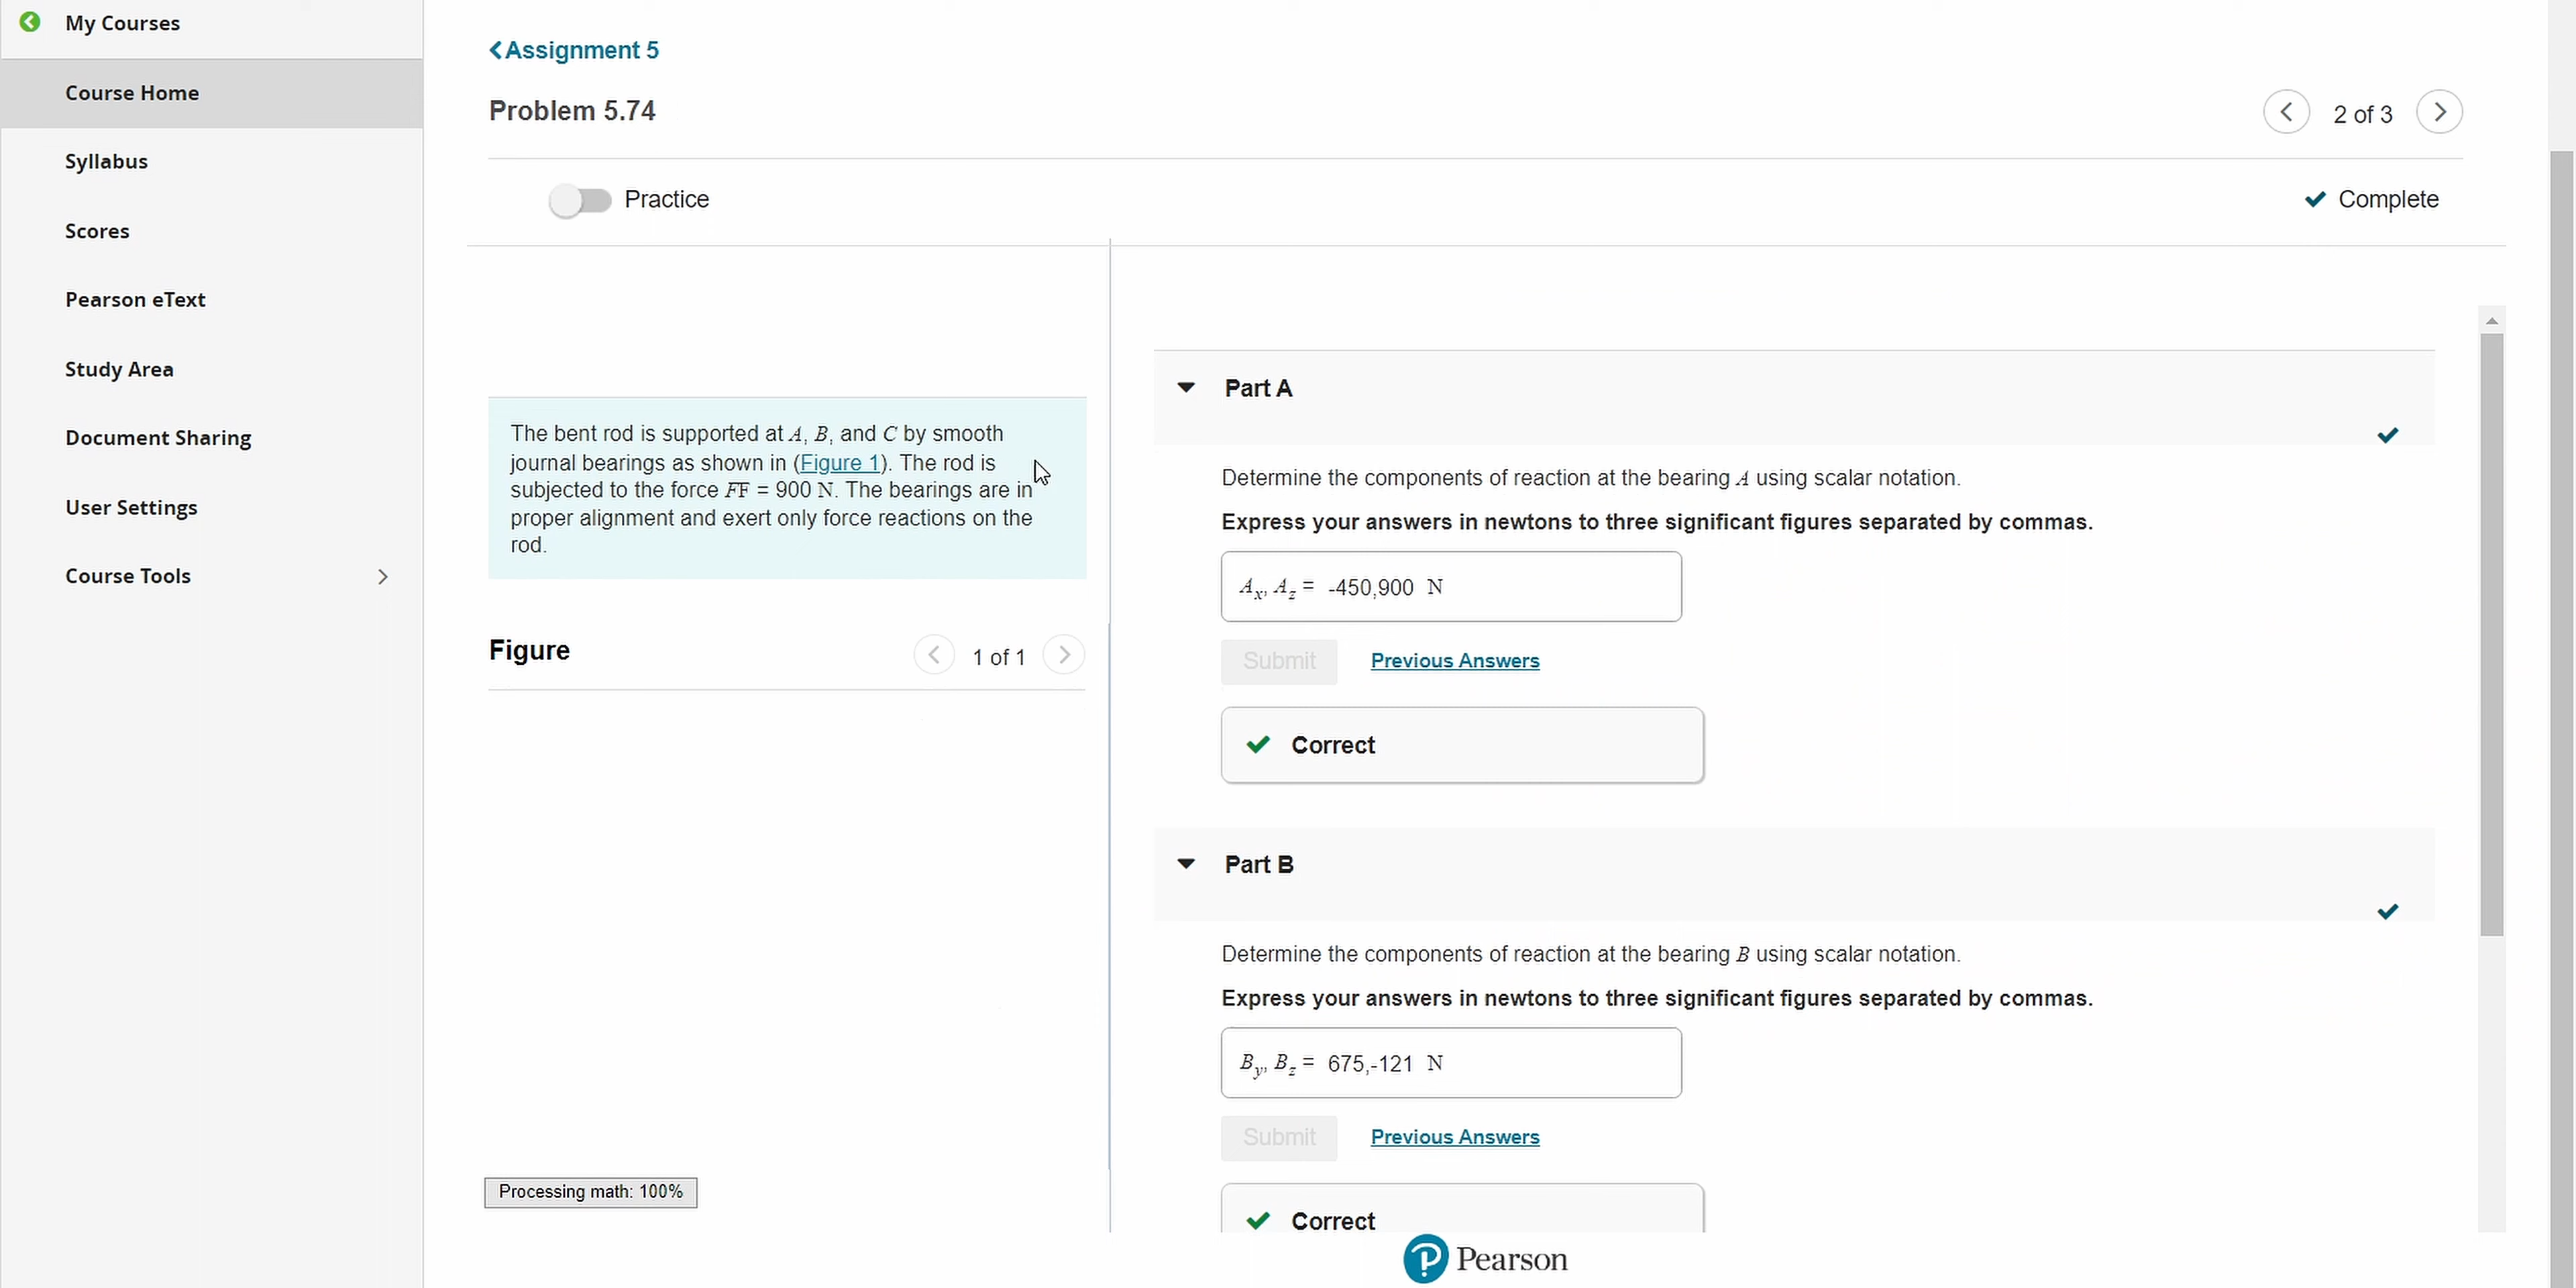 My Courses
Course Home
Syllabus
Scores
Pearson eText
Study Area
Document Sharing
User Settings
Course Tools
Assignment 5
Problem 5.74
2 of 3
Practice
Complete
The bent rod is supported at A, B, and C by smooth
journal bearings as shown in (Figure 1). The rod is
subjected to the force FF = 900 N. The bearings are in
proper alignment and exert only force reactions on the
rod.
Figure
1 of 1
Processing math: 100%
Part A
Determine the components of reaction at the bearing A using scalar notation.
Express your answers in newtons to three significant figures separated by commas.
Ax, Az = -450,900 N
Submit
Previous Answers
Correct
Part B
Determine the components of reaction at the bearing B using scalar notation.
Express your answers in newtons to three significant figures separated by commas.
By, Bz = 675,-121 N
Submit
Previous Answers
Correct
P Pearson